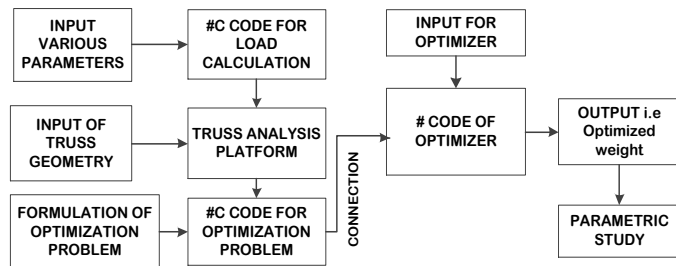 INPUT
VARIOUS
PARAMETERS
#C CODE FOR
LOAD
CALCULATION
INPUT FOR
OPTIMIZER
INPUT OF
TRUSS
GEOMETRY
TRUSS ANALYSIS
PLATFORM
# CODE OF
OPTIMIZER
OUTPUT i.e
Optimized
weight
FORMULATION OF
OPTIMIZATION
PROBLEM
#C CODE FOR
OPTIMIZATION
PROBLEM
CONNECTION
PARAMETRIC
STUDY